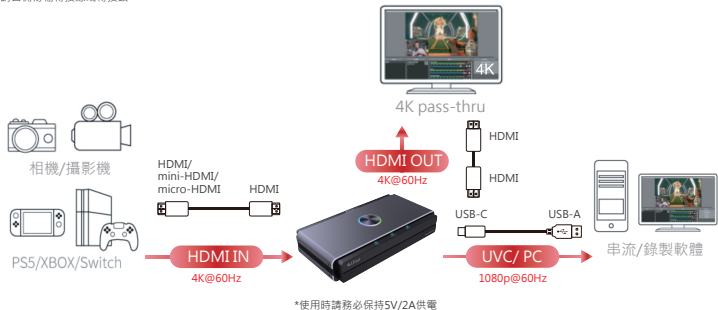 4K
4K pass-thru
相機/攝影機
HDMI/
mini-HDMI/
micro-HDMI
HDMI
HDMI OUT
4K@60Hz
HDMI
HDMI
PS5/XBOX/Switch
HDMI IN
4K@60Hz
USB-C
USB-A
UVC/ PC
1080p@60Hz
串流/錄製軟體
*使用時請務必保持5V/2A供電